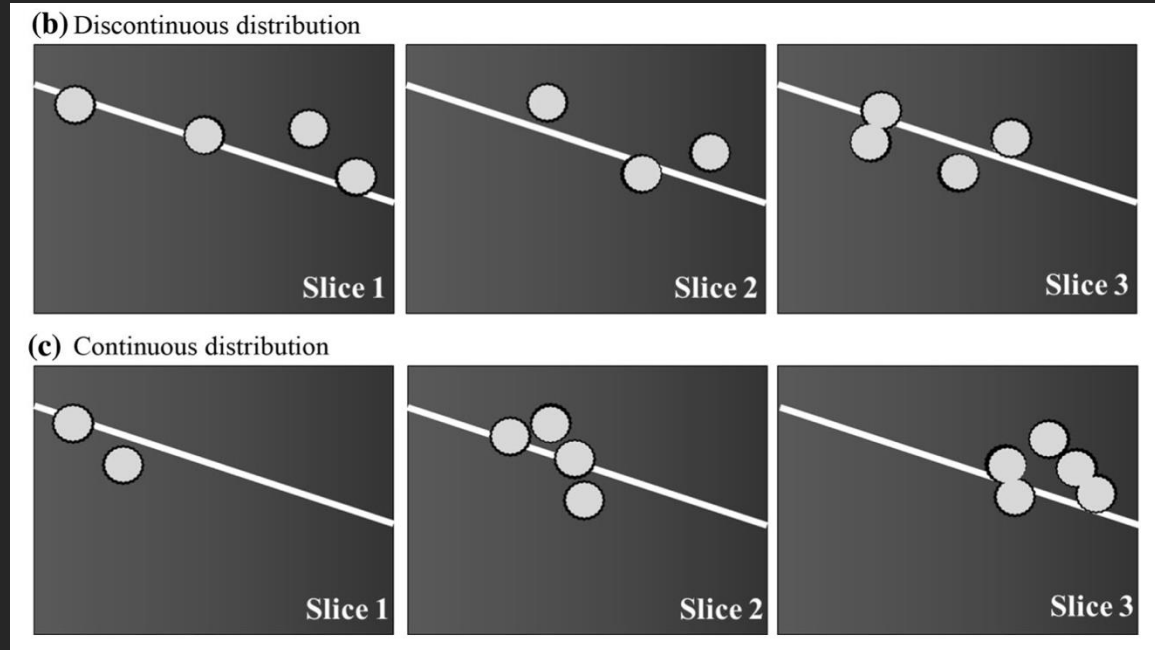 (b) Discontinuous distribution
Slice 1
Slice 2
Slice 3
(c) Continuous distribution
Slice 1
Slice 2
Slice 3